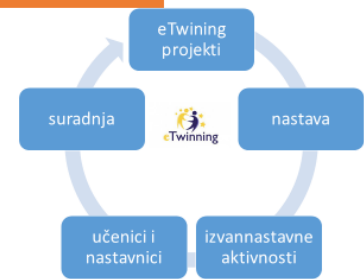 eTwining
projekti
suradnja
eTwinning
nastava
učenici i
nastavnici
izvannastavne
aktivnosti